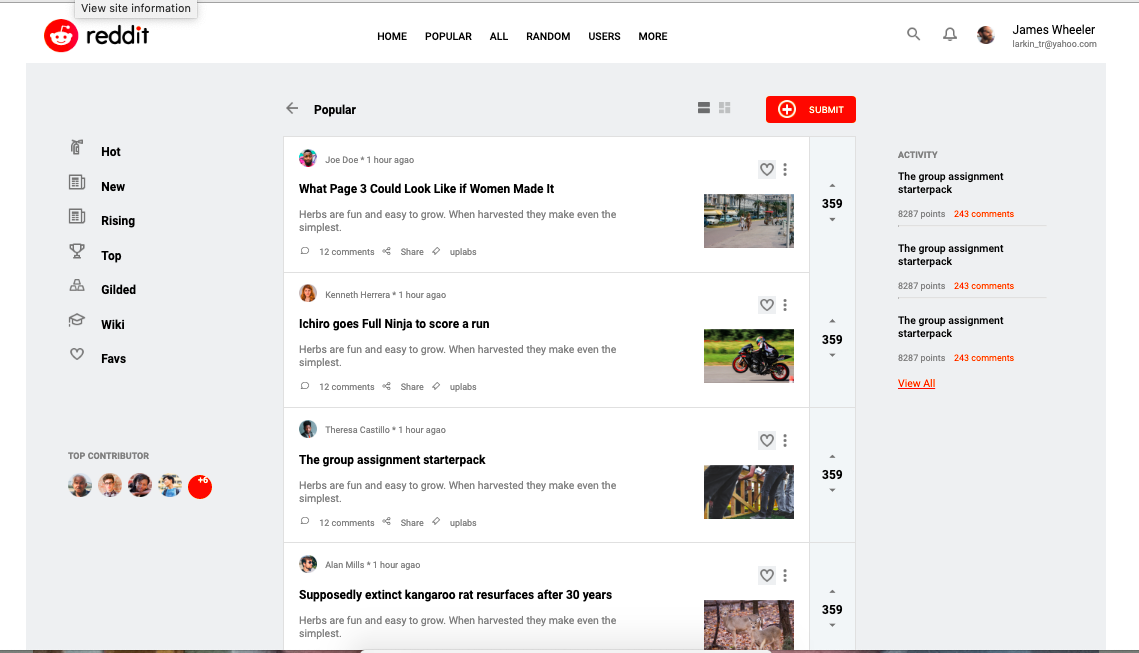 View site information
reddit
HOME POPULAR ALL RANDOM USERS MORE
James Wheeler
larkin_tr@yahoo.com
Popular
SUBMIT
Hot
New
Rising
Top
Gilded
Wiki
Favs
TOP CONTRIBUTOR
+6
Joe Doe * 1 hour agao
What Page 3 Could Look Like if Women Made It
Herbs are fun and easy to grow. When harvested they make even the
simplest.
12 comments Share uplabs
359
Kenneth Herrera * 1 hour agao
Ichiro goes Full Ninja to score a run
Herbs are fun and easy to grow. When harvested they make even the
simplest.
12 comments Share uplabs
359
Theresa Castillo * 1 hour agao
The group assignment starterpack
Herbs are fun and easy to grow. When harvested they make even the
simplest.
12 comments Share uplabs
359
Alan Mills * 1 hour agao
Supposedly extinct kangaroo rat resurfaces after 30 years
Herbs are fun and easy to grow. When harvested they make even the
simplest.
359
ACTIVITY
The group assignment
starterpack
8287 points 243 comments
The group assignment
starterpack
8287 points 243 comments
The group assignment
starterpack
8287 points 243 comments
View All